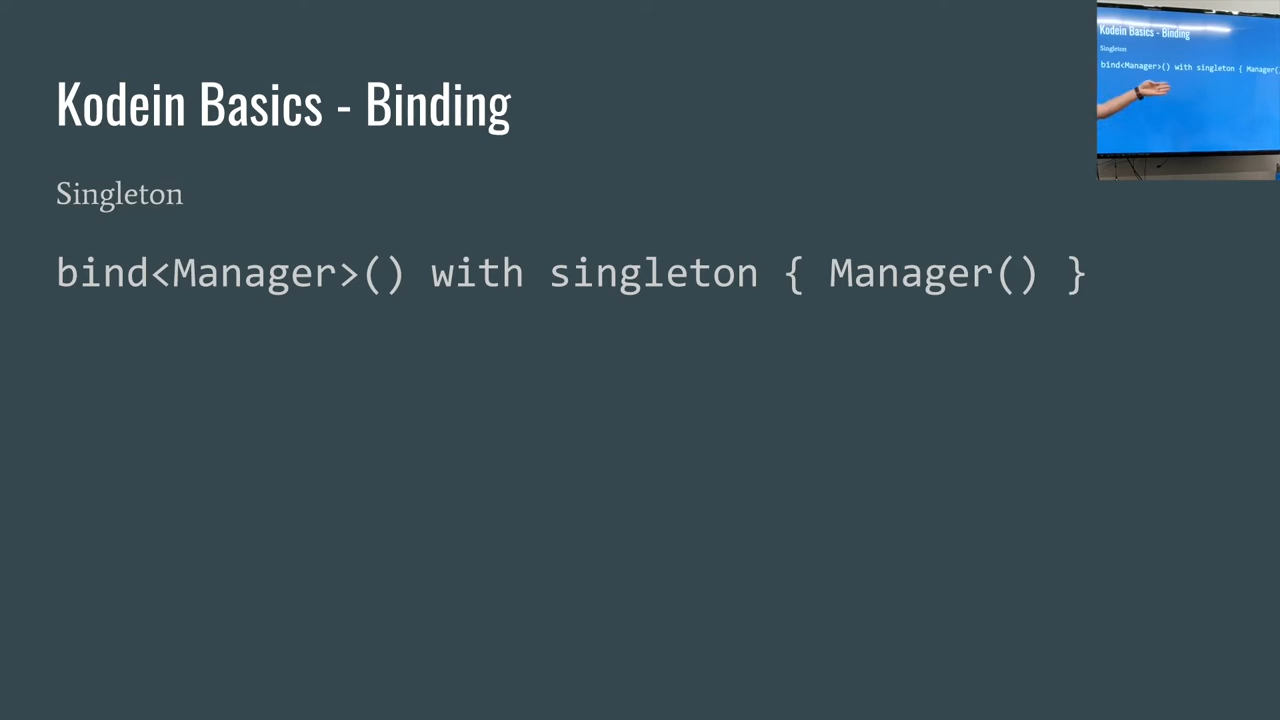 Kodein Basics - Binding
Singleton
bind<Manager>() with singleton { Manager() }
Kodein Basics - Binding
Singleton
bind<Manager>() with singleton { Manager(